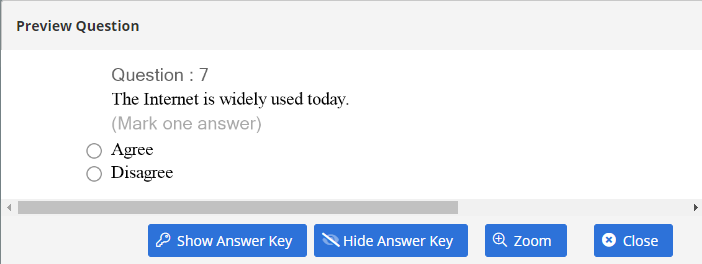 Preview Question
Question : 7
The Internet is widely used today.
(Mark one answer)
Agree
Disagree
Show Answer Key Hide Answer Key Zoom Close